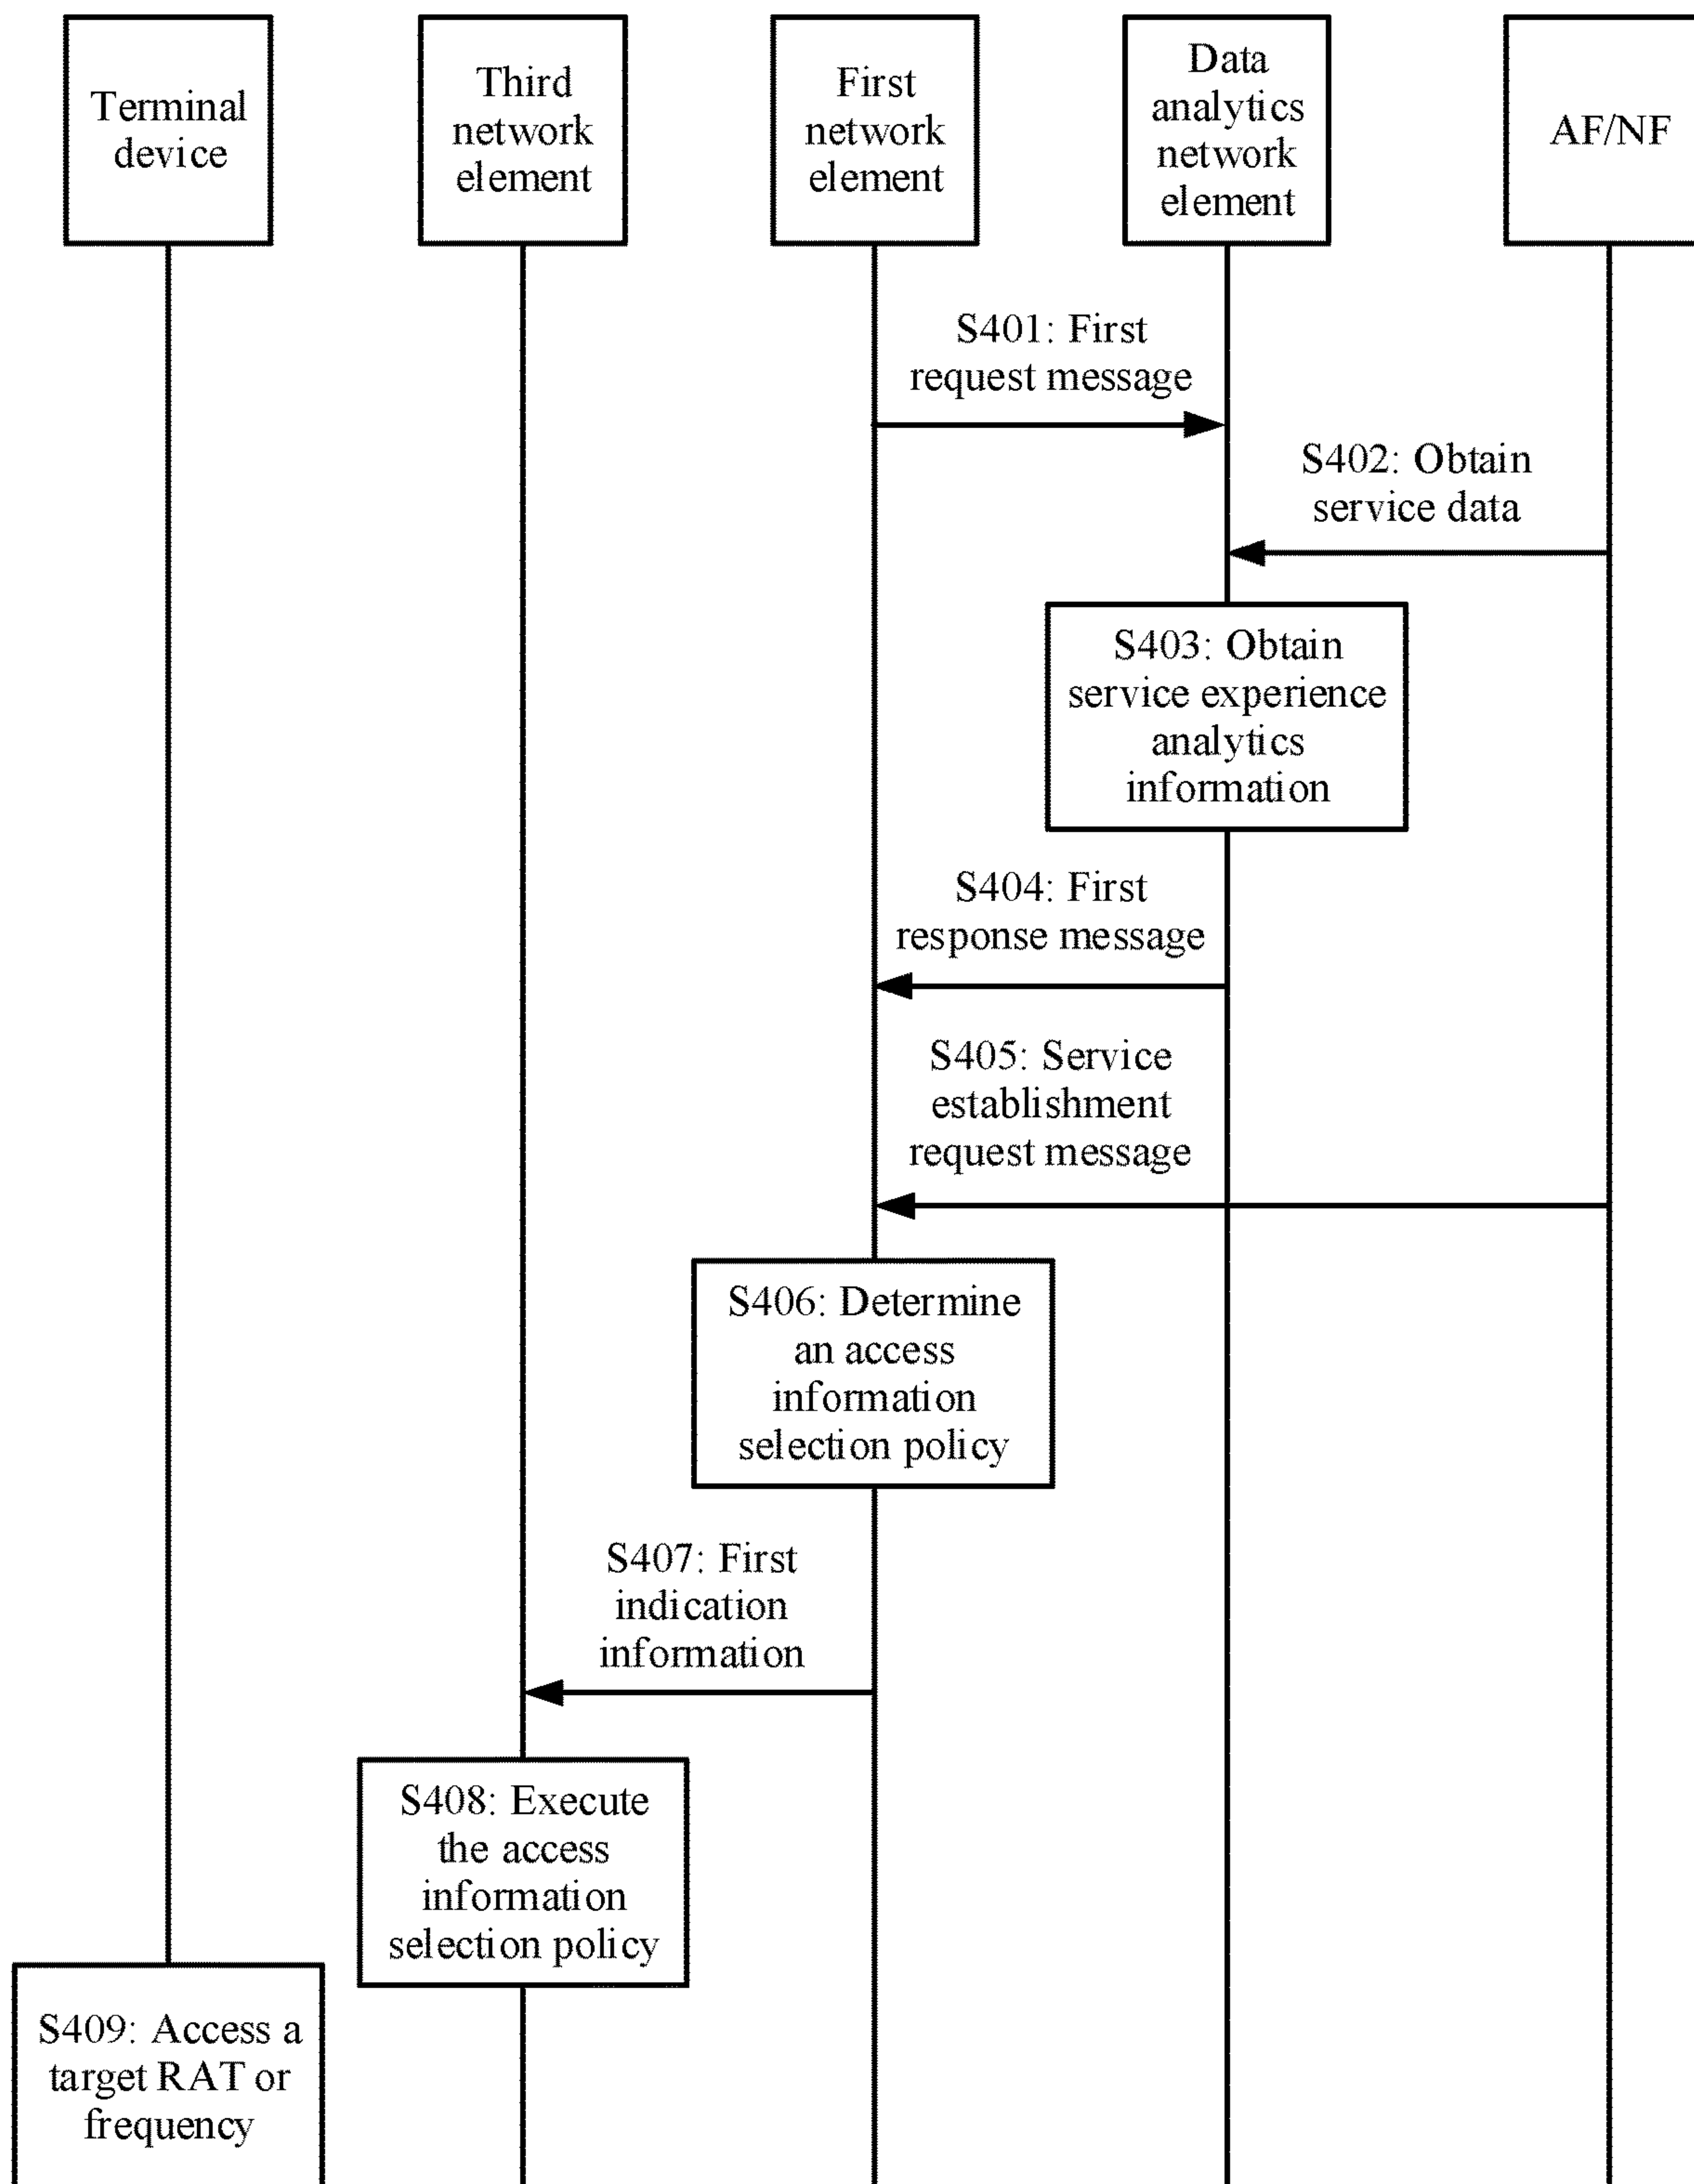 Terminal
device
Third
network
element
First
network
element
Data
analytics
network
element
AF/NF
S401: First
request message
S402: Obtain
service data
S403: Obtain
service experience
analytics
information
S404: First
response message
S405: Service
establishment
request message
S406: Determine
an access
information
selection policy
S407: First
indication
information
S408: Execute
the access
information
selection policy
S409: Access a
target RAT or
frequency